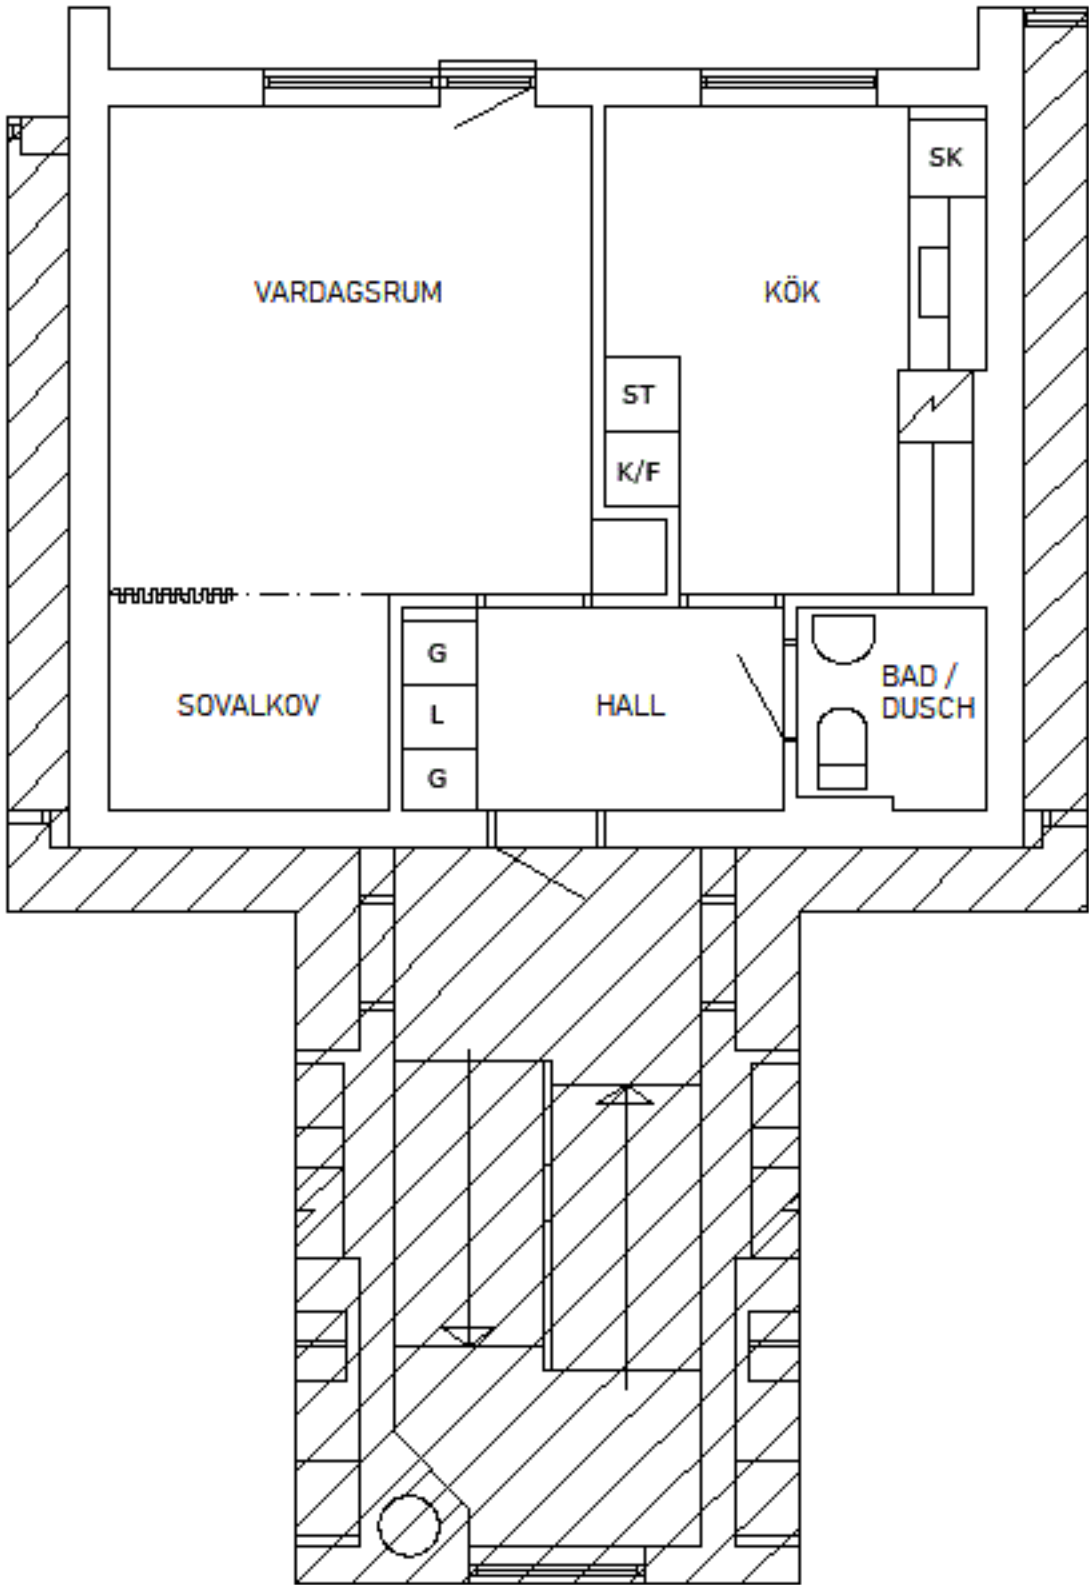 SK
VARDAGSRUM
KÖK
ST
K/F
G
SOVALKOV
L
HALL
BAD /
DUSCH
G